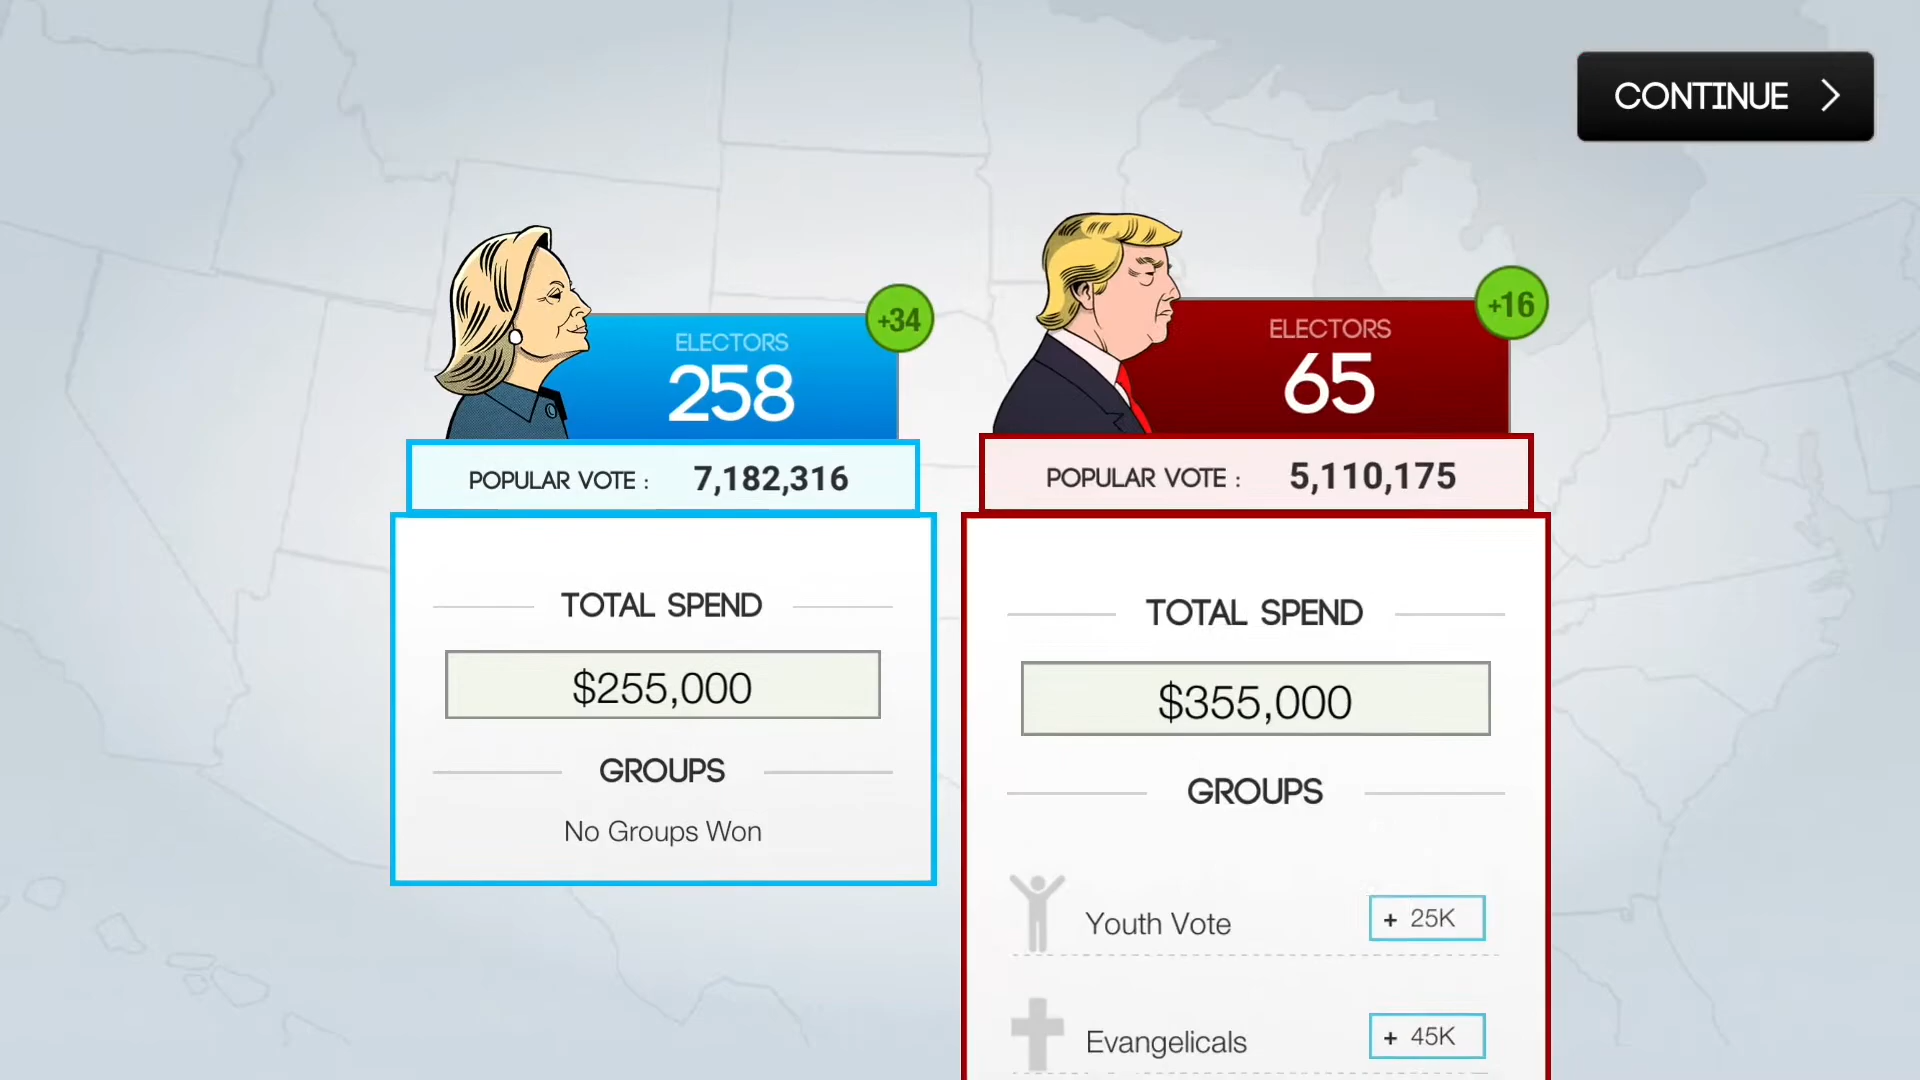 CONTINUE
+34
ELECTORS
258
POPULAR VOTE : 7,182,316
TOTAL SPEND
$255,000
GROUPS
No Groups Won
+16
ELECTORS
65
POPULAR VOTE : 5,110,175
TOTAL SPEND
$355,000
GROUPS
Youth Vote + 25K
Evangelicals + 45K